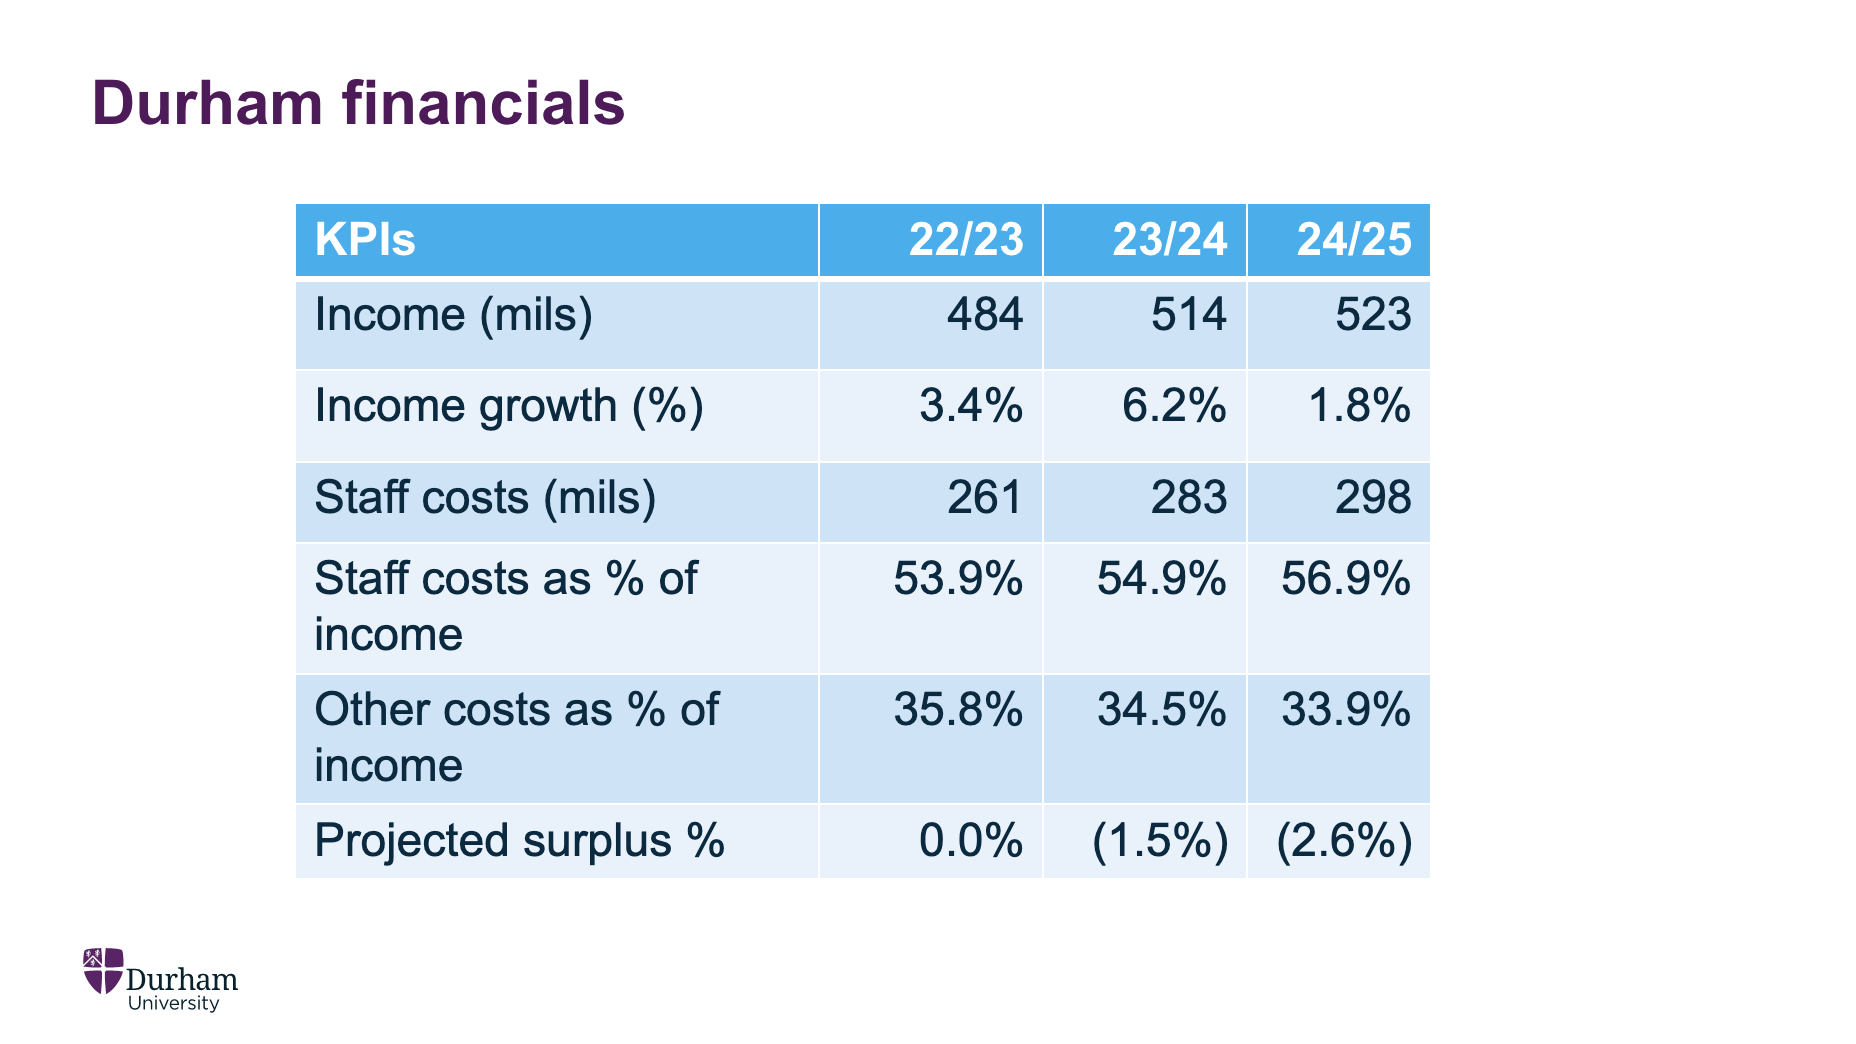 Durham financials
KPIs 22/23 23/24 24/25
Income (mils) 484 514 523
Income growth (%) 3.4% 6.2% 1.8%
Staff costs (mils) 261 283 298
Staff costs as % of 53.9% 54.9% 56.9%
income
Other costs as % of 35.8% 34.5% 33.9%
income
Projected surplus % 0.0% (1.5%) (2.6%)
Durham
University